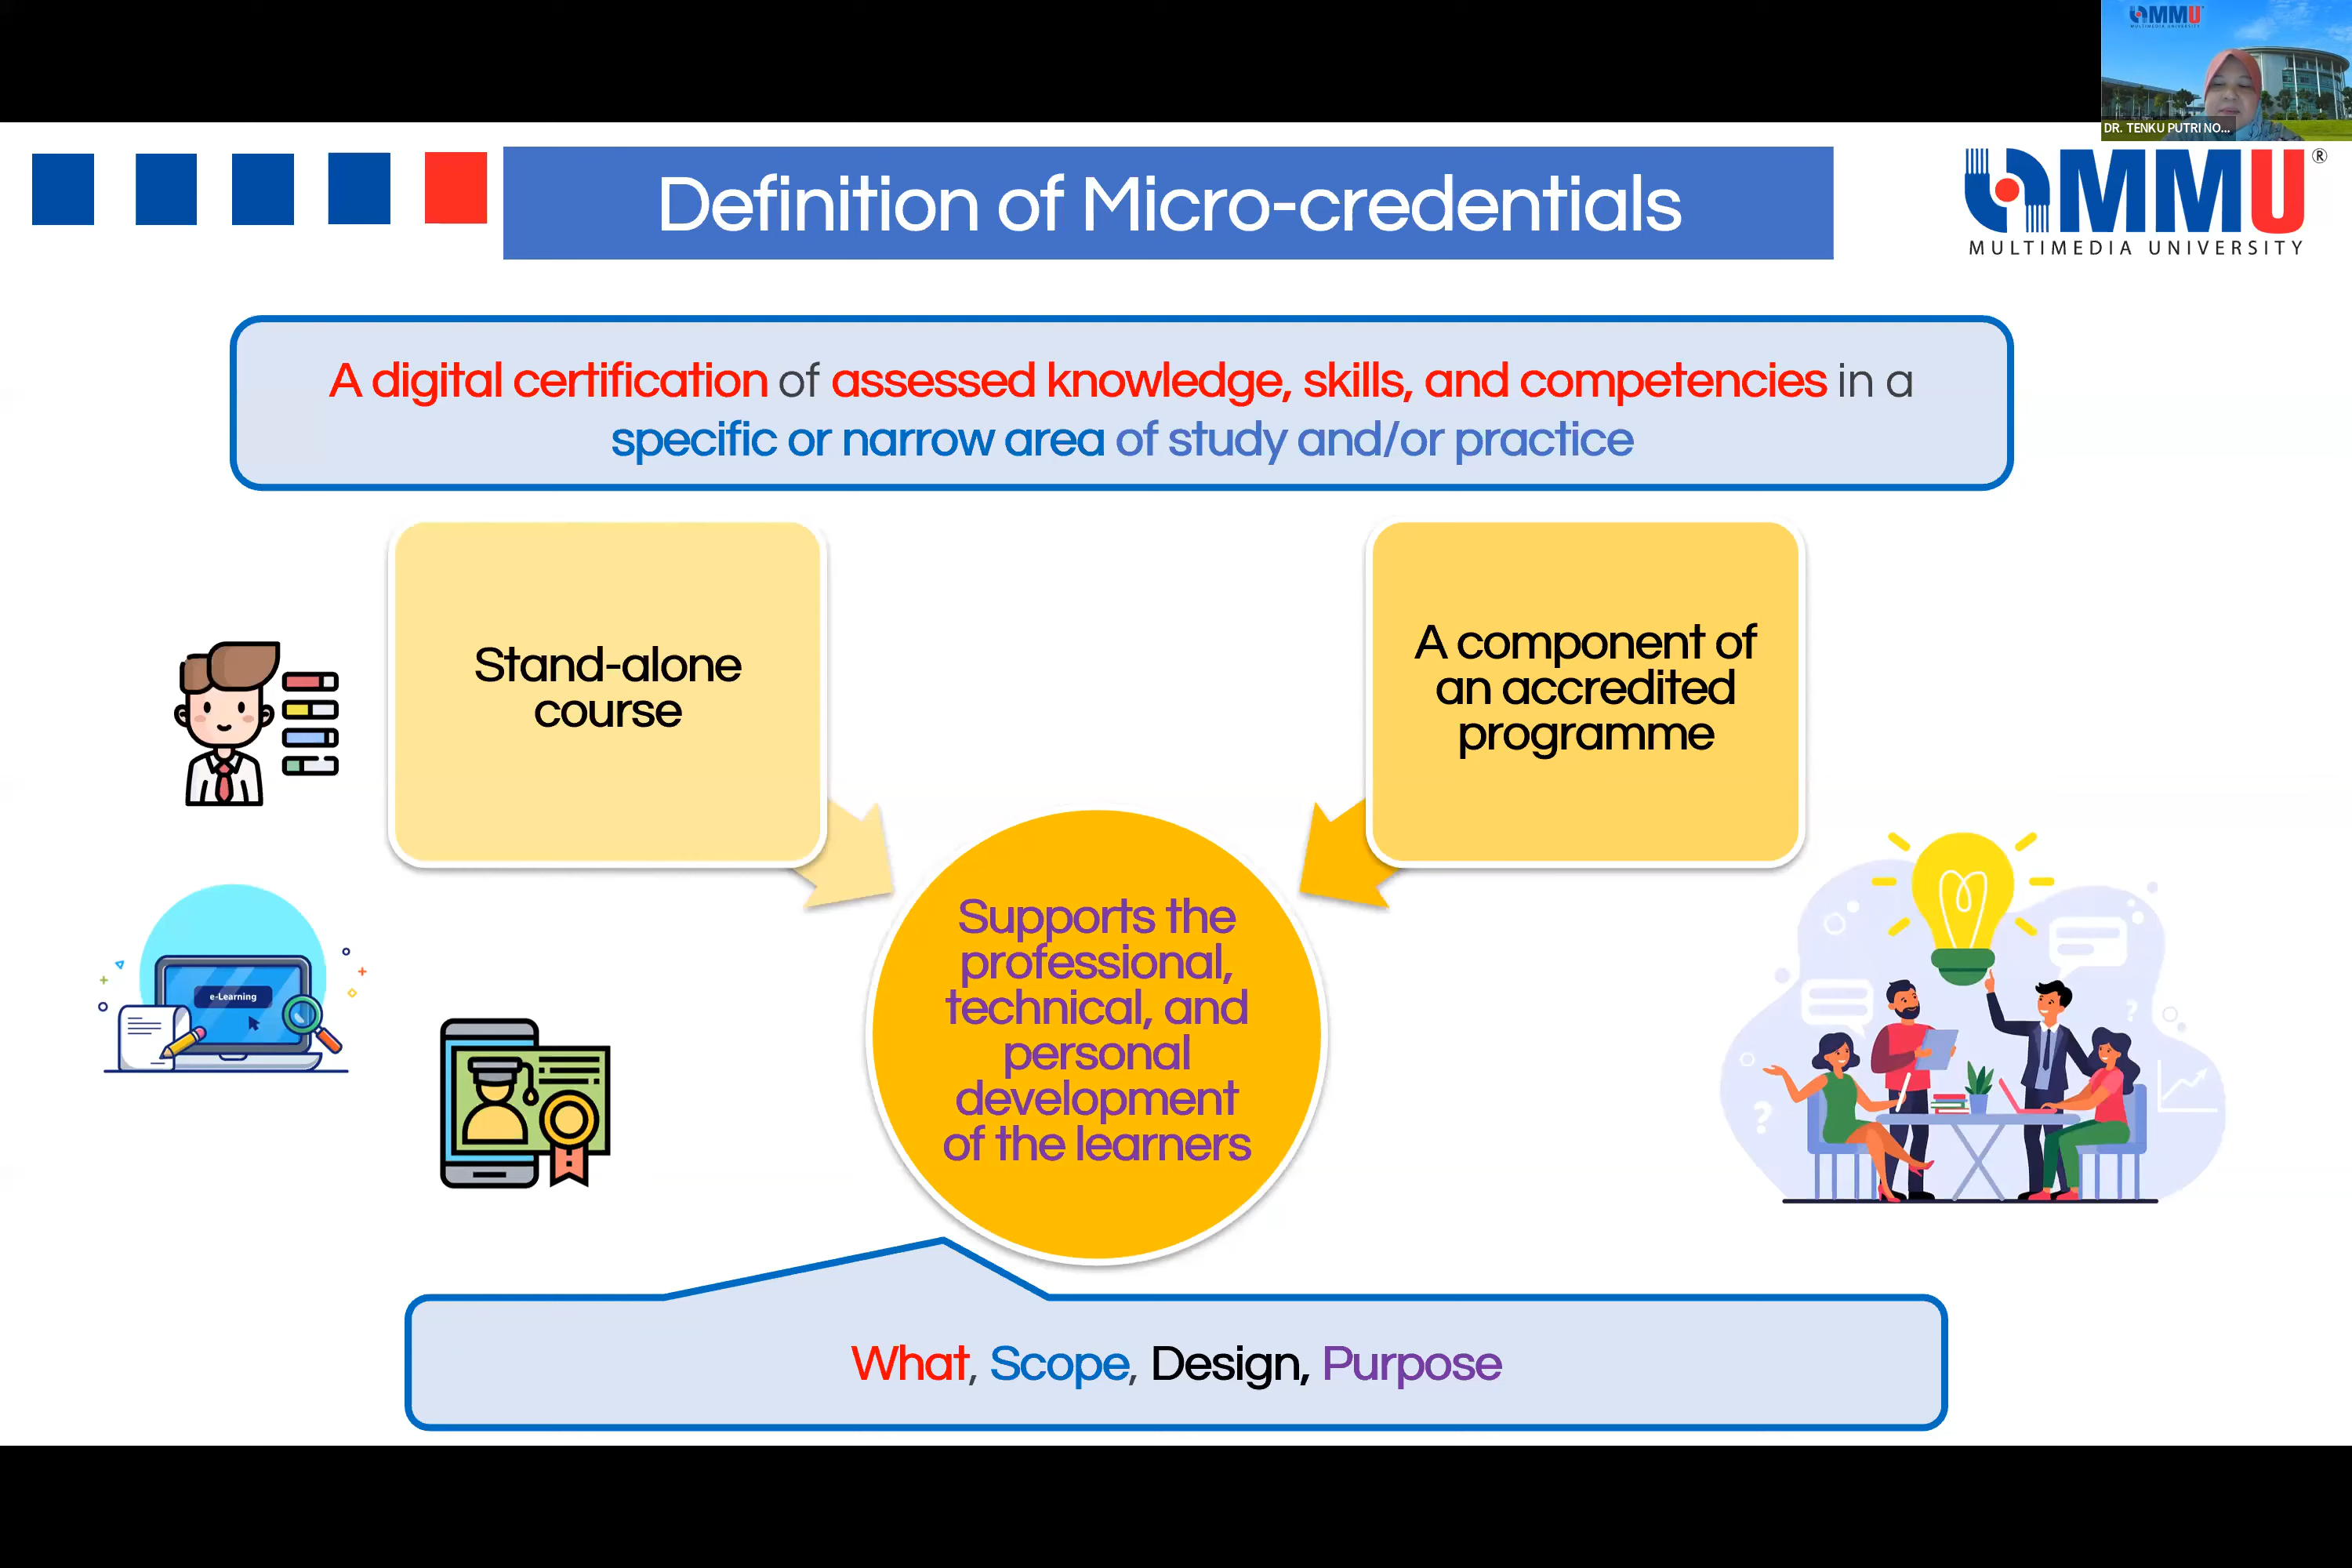 MMU
MULTIMEDIA UNIVERSITY
DR. TENKU PUTRI NO...
Definition of Micro-credentials
MMU®
MULTIMEDIA UNIVERSITY
A digital certification of assessed knowledge, skills, and competencies in a
specific or narrow area of study and/or practice
Stand-alone
course
A component of
an accredited
programme
Supports the
professional,
technical, and
personal
development
of the learners
e-Learning
?
?
What, Scope, Design, Purpose